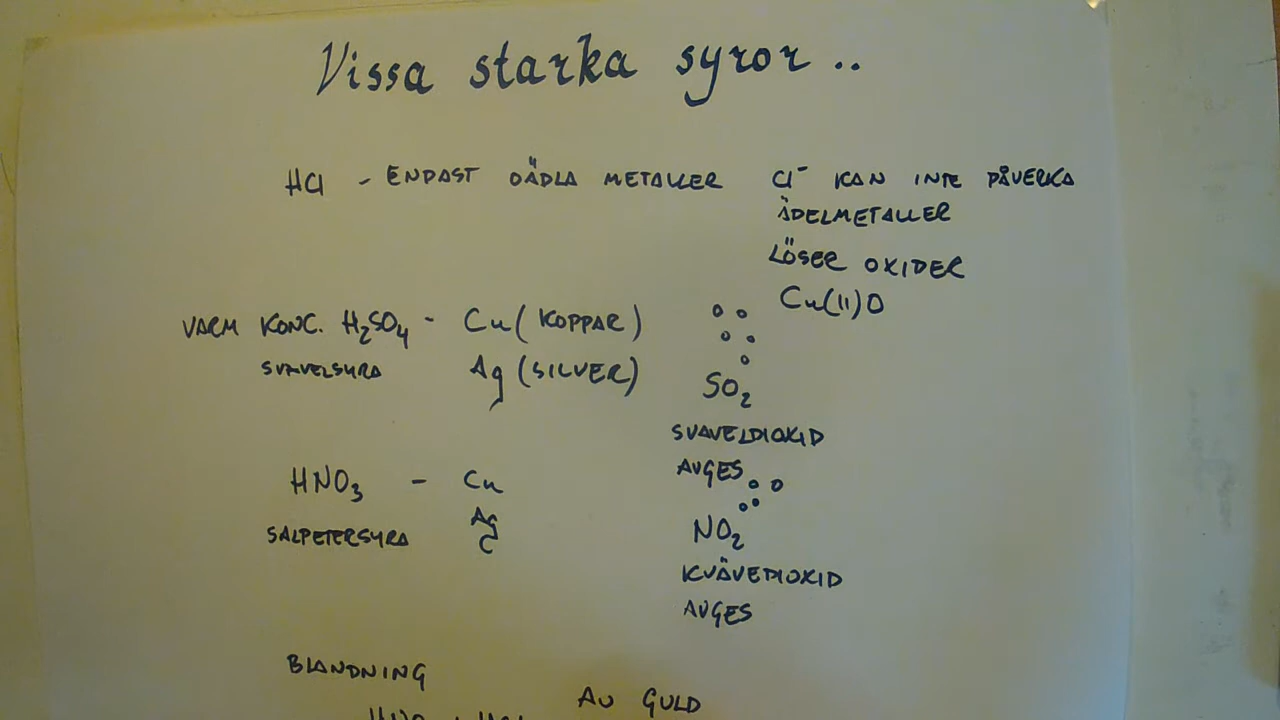 Vissa starka syror..
HCl - ENDAST OÄDLA METALLER Cl⁻ KAN INTE PÅVERKA
ÄDELMETALLER
LÖSER OXIDER
Cu(II)O
VARM KONC. H₂SO₄ - Cu (KOPPAR)
SVAVELSYRA Ag (SILVER)
SO₂
SVAVELDIOXID
AVGES
HNO₃ - Cu
SALPETERSYRA Ag
C
NO₂
KVÄVEDIOXID
AVGES
BLANDNING
AU GULD